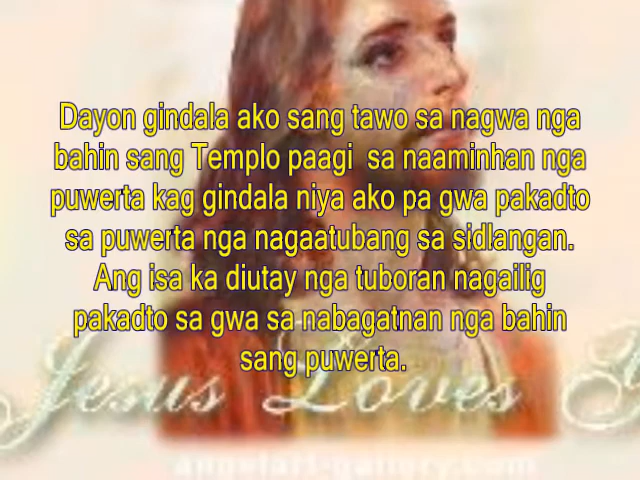 Dayon gindala ako sang tawo sa nagwa nga
bahin sang Templo paagi sa naaminhan nga
puwerta kag gindala niya ako pa gwa pakadto
sa puwerta nga nagaatubang sa sidlangan.
Ang isa ka diutay nga tuboran nagailig
pakadto sa gwa sa nabagatnan nga bahin
sang puwerta.
Jesus Loves